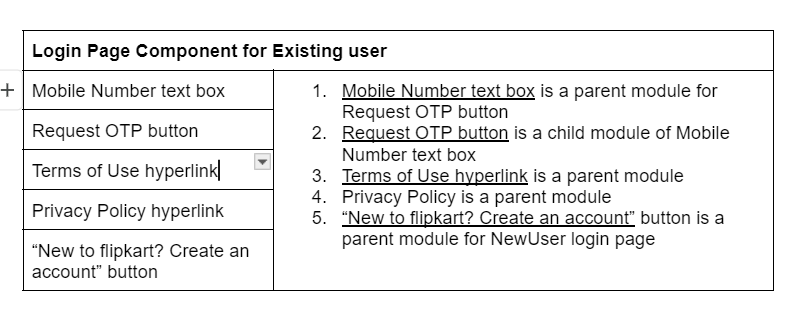 Login Page Component for Existing user
Mobile Number text box
Request OTP button
Terms of Use hyperlink
Privacy Policy hyperlink
“New to flipkart? Create an
account” button
1. Mobile Number text box is a parent module for
Request OTP button
2. Request OTP button is a child module of Mobile
Number text box
3. Terms of Use hyperlink is a parent module
4. Privacy Policy is a parent module
5. “New to flipkart? Create an account” button is a
parent module for NewUser login page